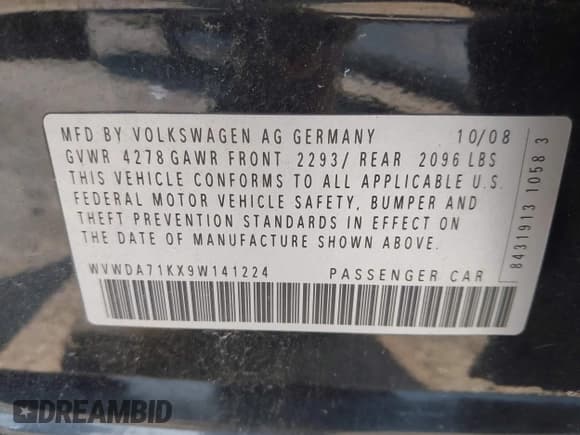 MFD BY VOLKSWAGEN AG GERMANY 10/08
GVWR 4278 GAWR FRONT 2293/ REAR 2096 LBS
THIS VEHICLE CONFORMS TO ALL APPLICABLE U.S.
FEDERAL MOTOR VEHICLE SAFETY, BUMPER AND
THEFT PREVENTION STANDARDS IN EFFECT ON
THE DATE OF MANUFACTURE SHOWN ABOVE.
WVWDA71KX9W141224 PASSENGER CAR
8431913 1058 3
DREAMBID